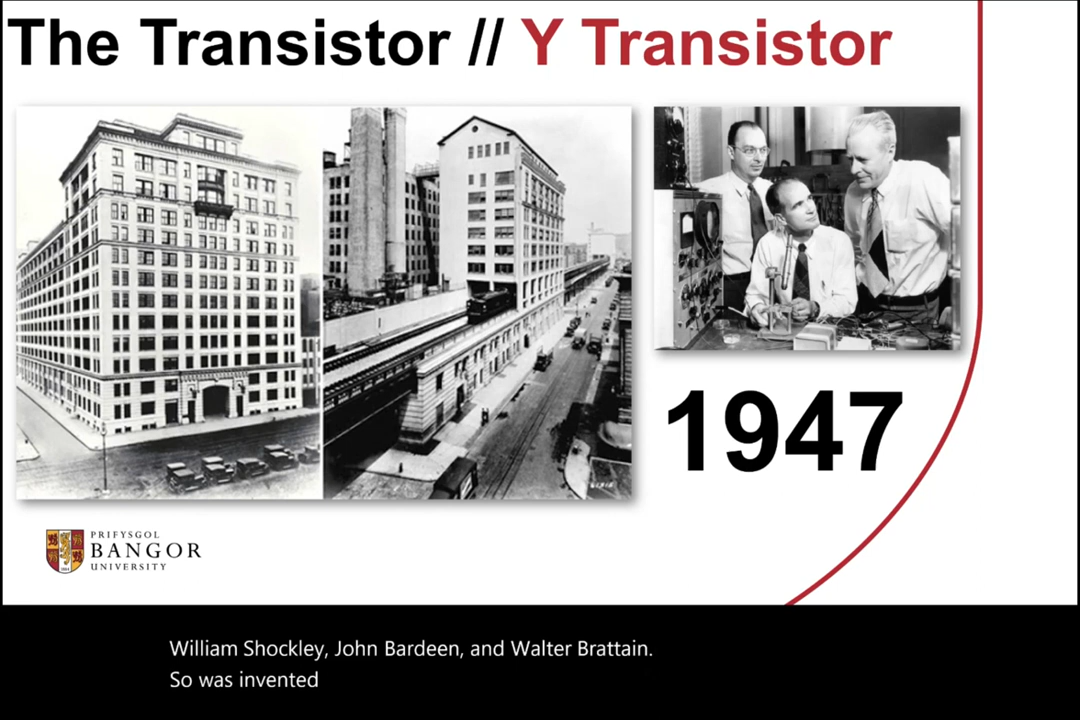 The Transistor // Y Transistor
1947
PRIFYSGOL
BANGOR
UNIVERSITY
William Shockley, John Bardeen, and Walter Brattain.
So was invented